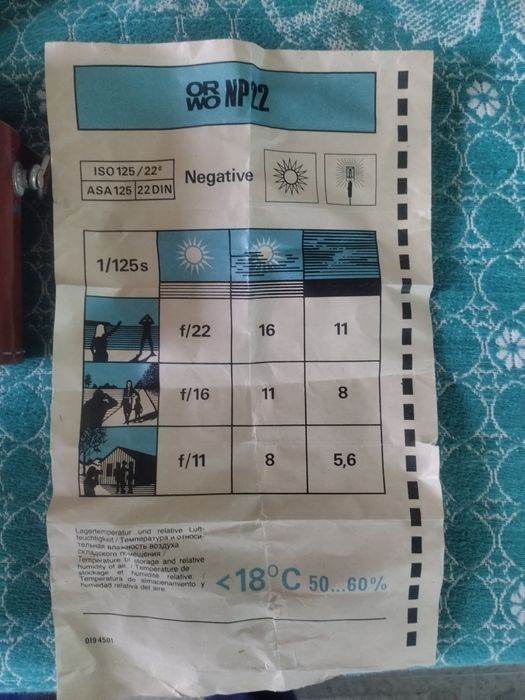 ORWO NP22
ISO 125/22°
ASA 125 22 DIN
Negative
1/125s
f/22 16 11
f/16 11 8
f/11 8 5,6
Lagertemperatur und relative Luft-
feuchtigkeit / Температура и относи-
тельная влажность воздуха
складского помещения /
Temperature of storage and relative
humidity of air. / Temperature de
stockage et humidité relative. /
Temperatura de almacenamiento y
humedad relativa del aire.
<18°C 50...60%
019 4501